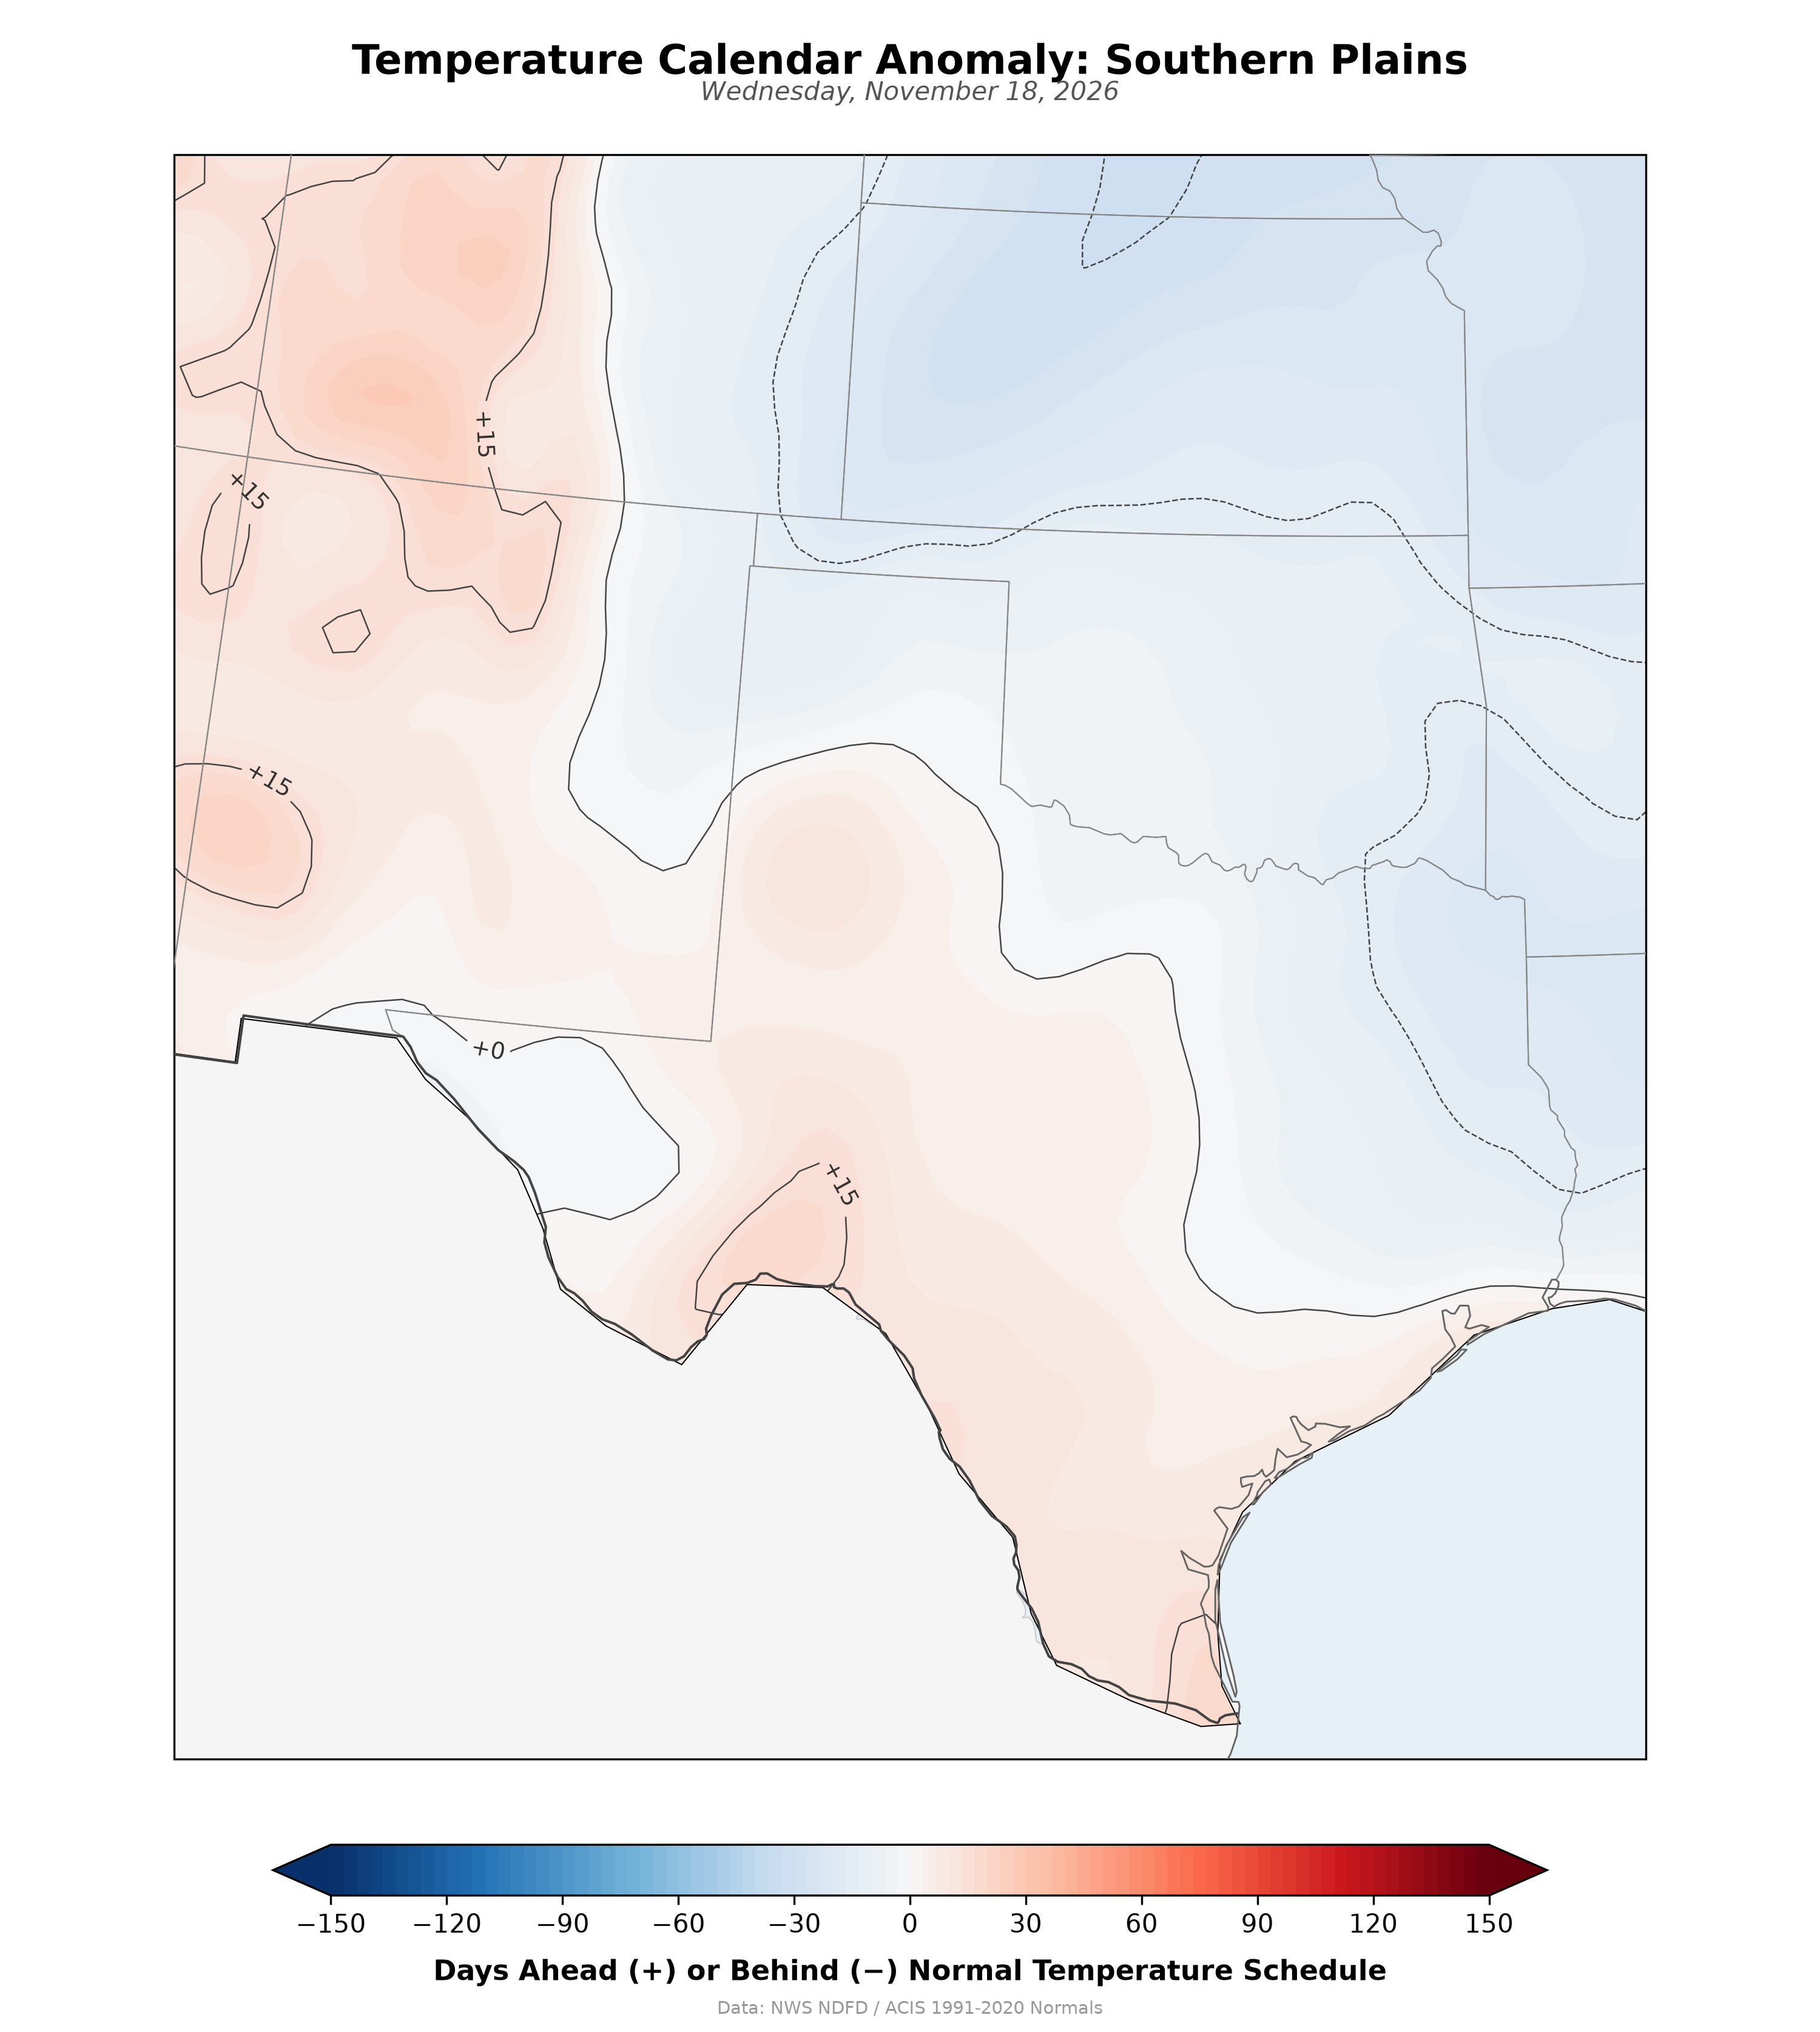 Temperature Calendar Anomaly: Southern Plains
Wednesday, November 18, 2026
+15
+15
+15
+0
+15
−150 −120 −90 −60 −30 0 30 60 90 120 150
Days Ahead (+) or Behind (−) Normal Temperature Schedule
Data: NWS NDFD / ACIS 1991-2020 Normals